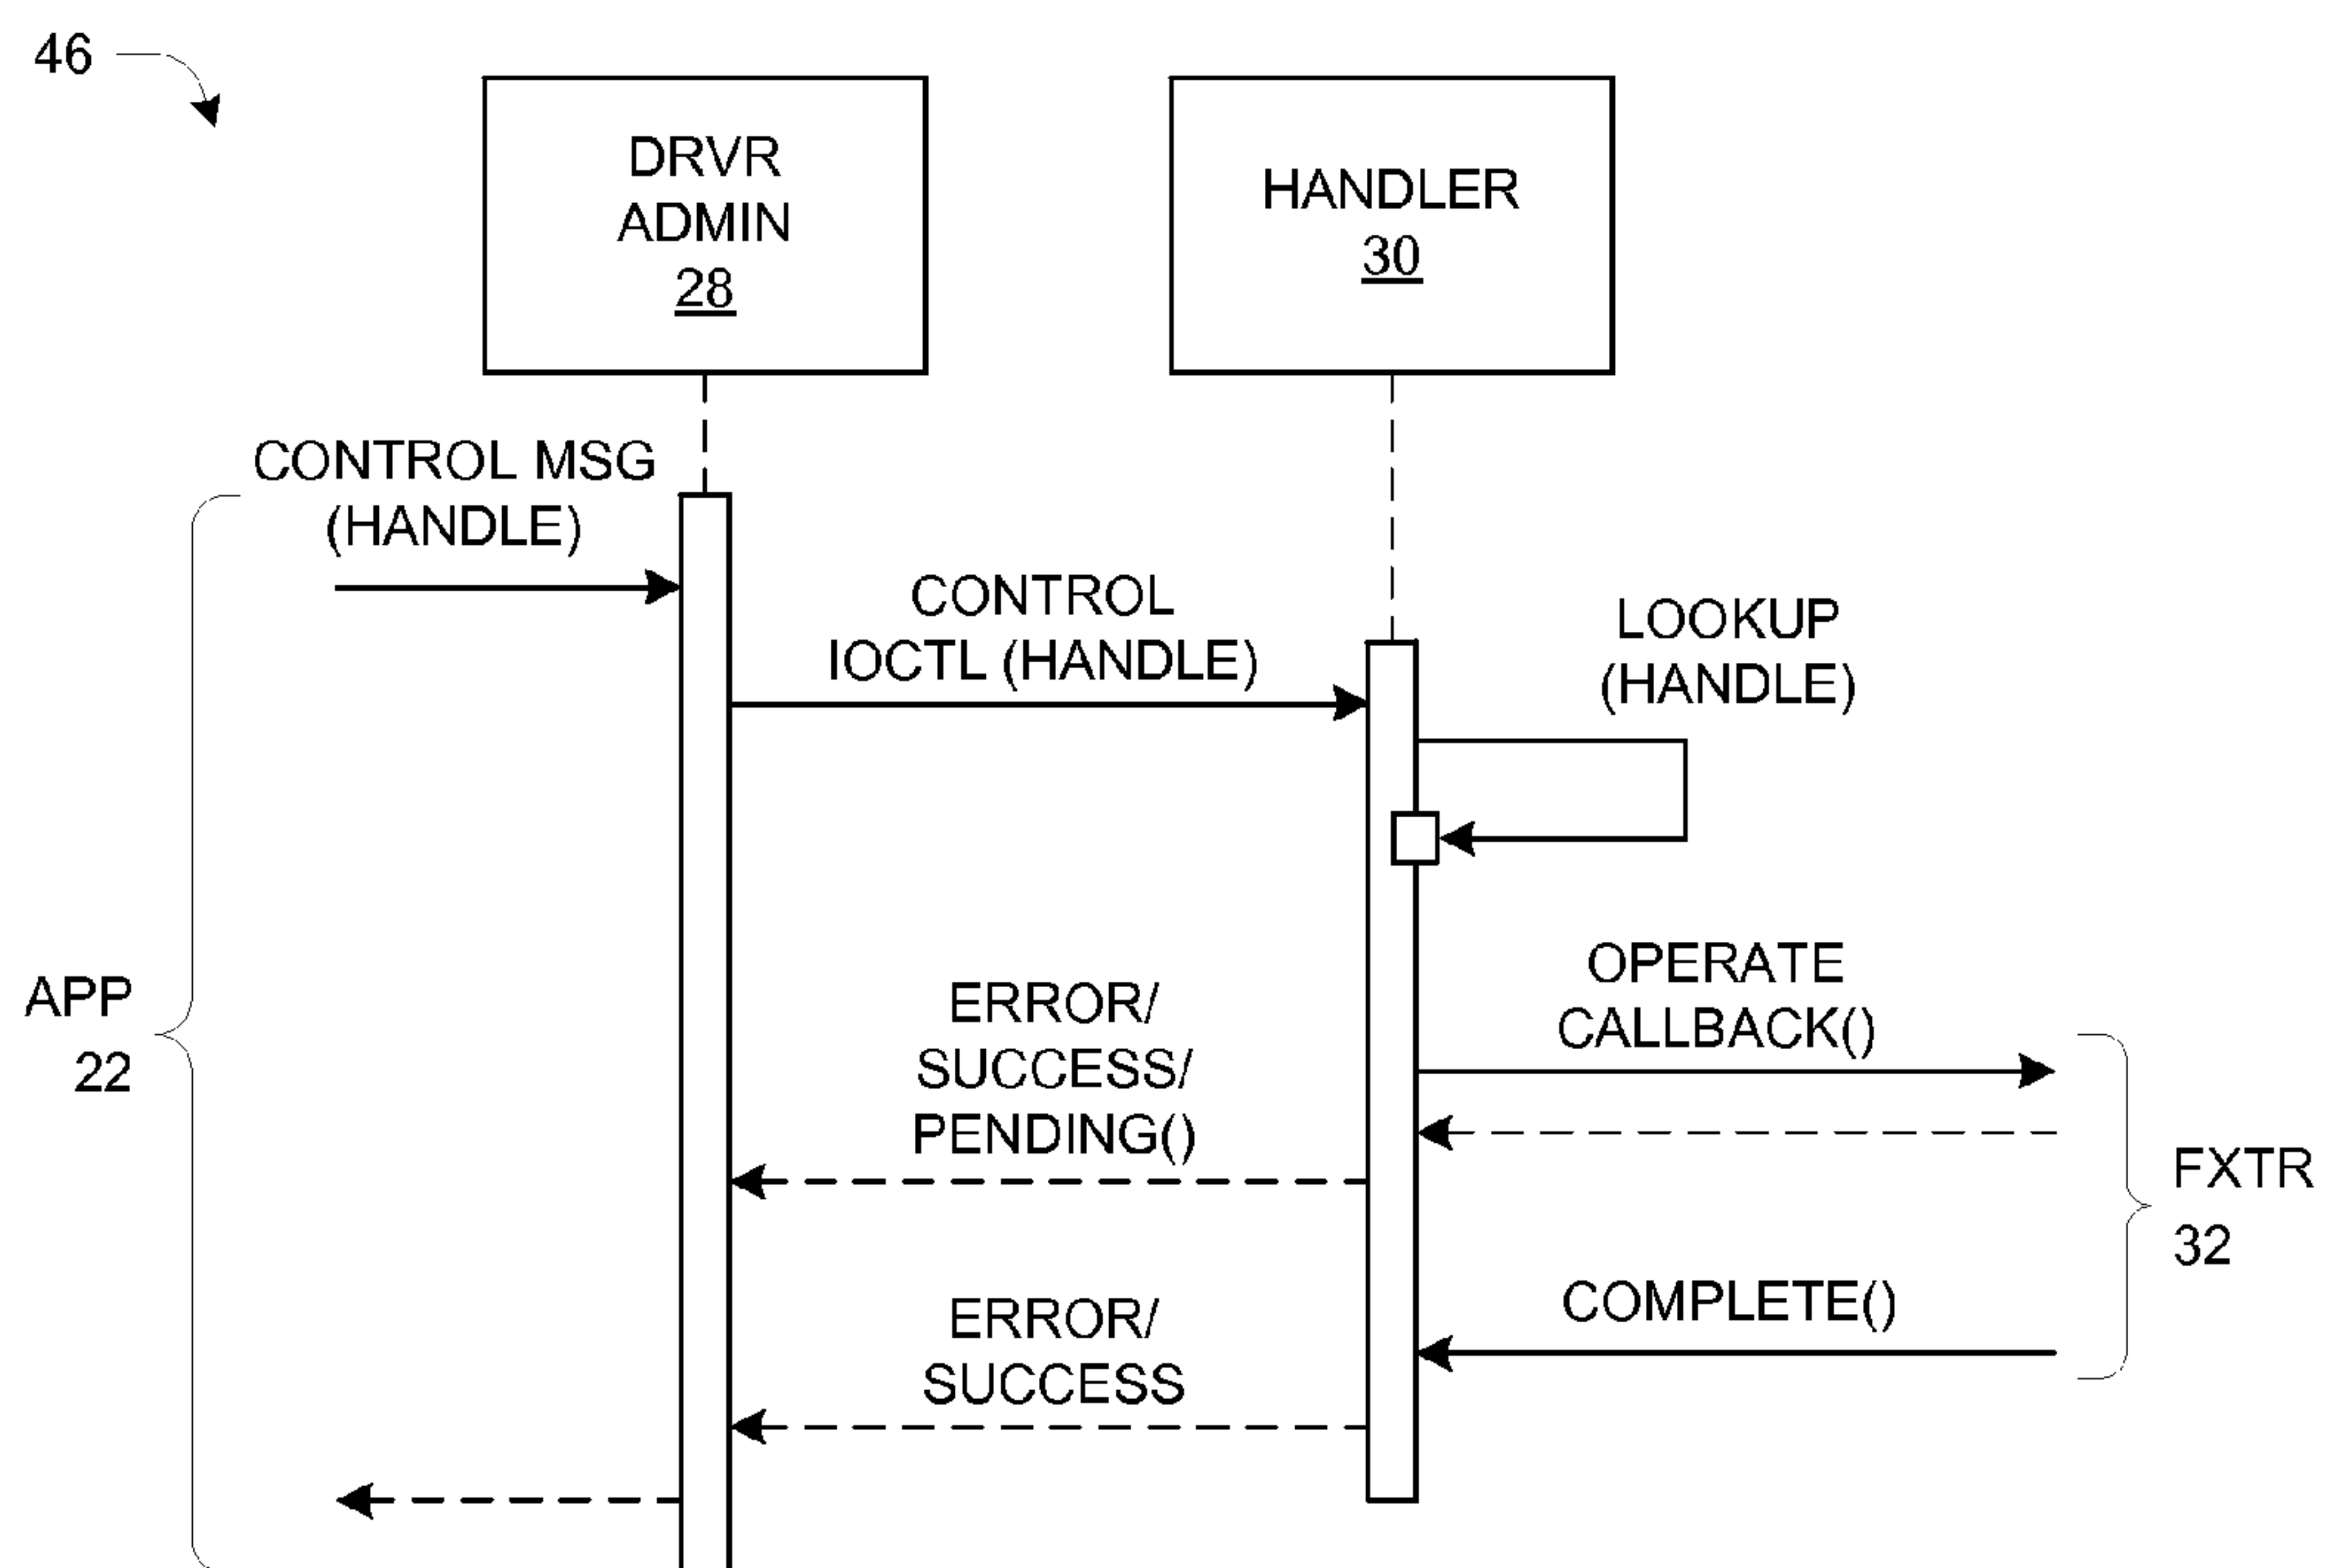 46
DRVR
ADMIN
28
HANDLER
30
CONTROL MSG
(HANDLE)
CONTROL
IOCTL (HANDLE)
LOOKUP
(HANDLE)
APP
22
ERROR/
SUCCESS/
PENDING()
OPERATE
CALLBACK()
FXTR
32
ERROR/
SUCCESS
COMPLETE()